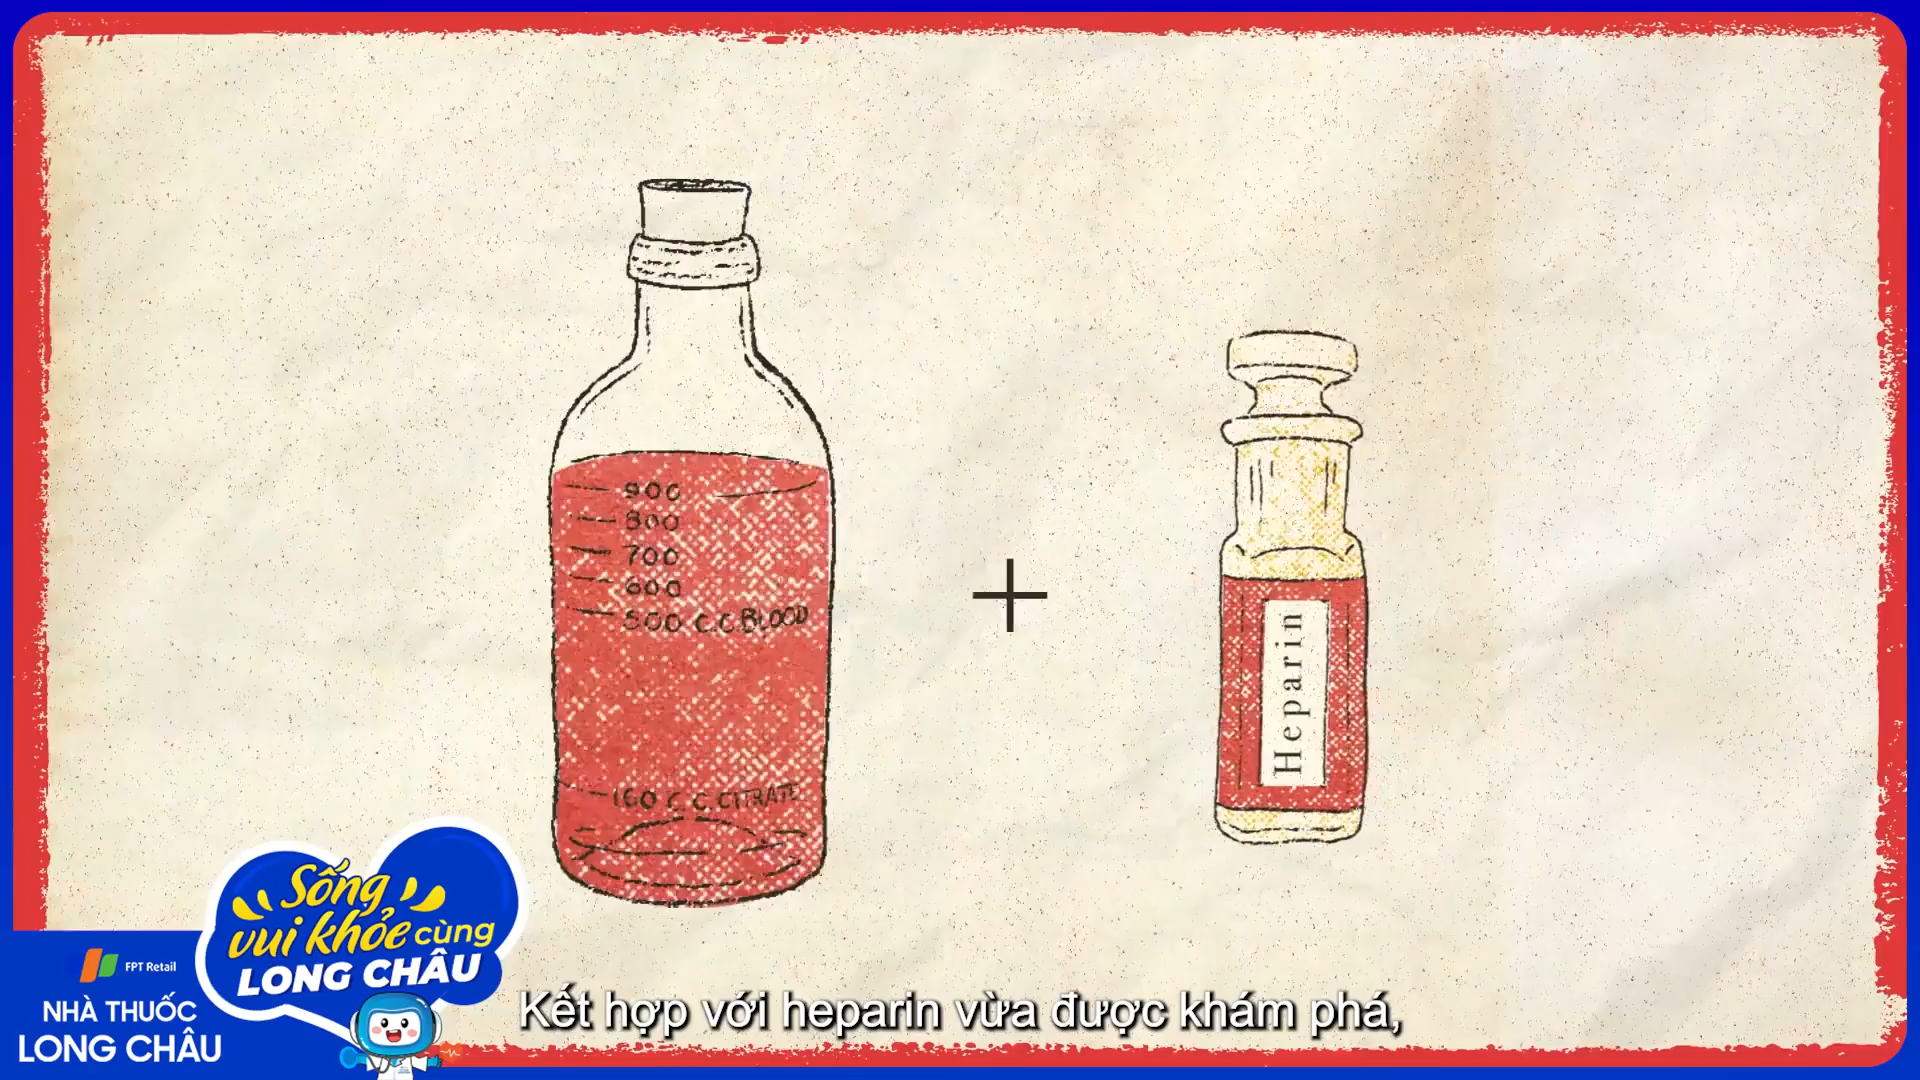 900
800
700
600
500 C.C.BLOOD
160 C.C.CITRATE
Heparin
Sống
vui khỏe cùng
LONG CHÂU
FPT Retail
NHÀ THUỐC
LONG CHÂU
Kết hợp với heparin vừa được khám phá,